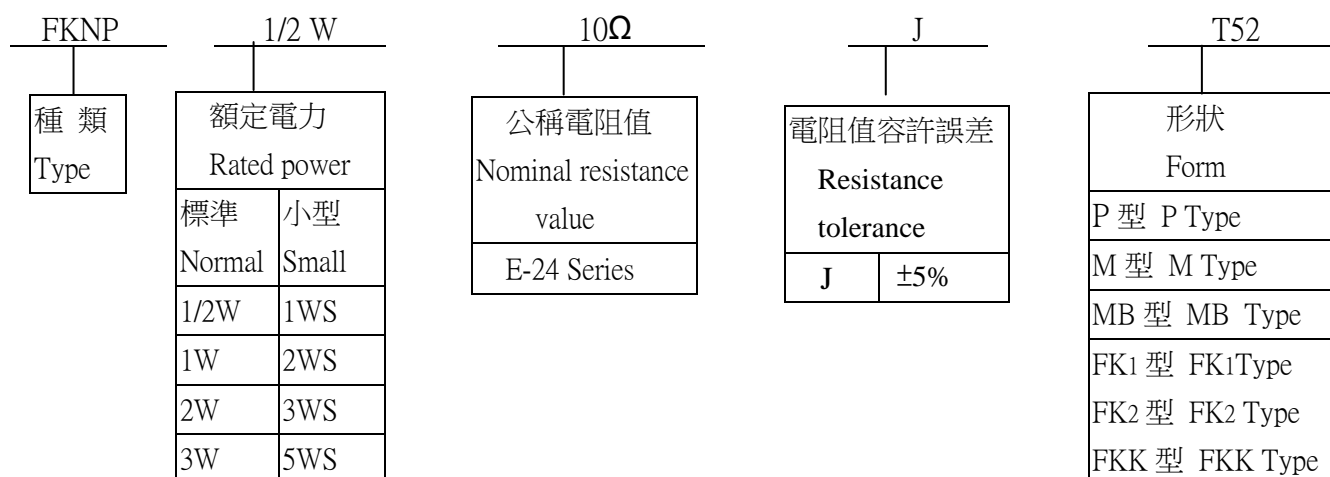 FKNP 1/2 W 10Ω J T52
種 類
Type
額定電力
Rated power
標準 小型
Normal Small
1/2W 1WS
1W 2WS
2W 3WS
3W 5WS
公稱電阻值
Nominal resistance
value
E-24 Series
電阻值容許誤差
Resistance
tolerance
J ±5%
形狀
Form
P 型 P Type
M 型 M Type
MB 型 MB Type
FK1 型 FK1Type
FK2 型 FK2 Type
FKK 型 FKK Type